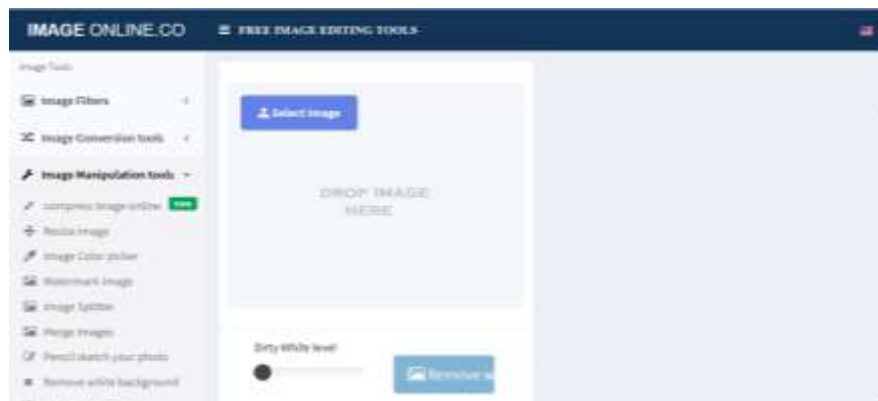 IMAGE ONLINE.CO
FREE IMAGE EDITING TOOLS
Image Tools
Image Filters
Image Conversion tools
Image Manipulation tools
compress image online
Resize image
Image Color picker
Watermark image
Image Splitter
Merge Images
Pencil sketch your photo
Remove white background
Select Image
DROP IMAGE
HERE
Dirty White level
Remove w